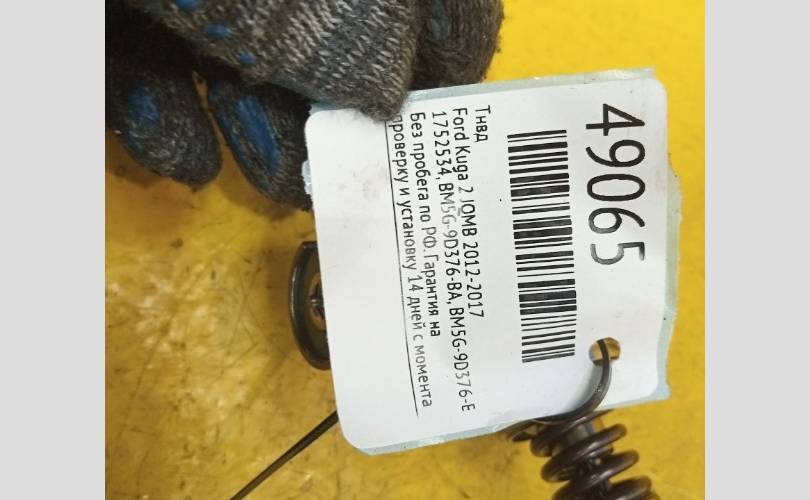 49065
Тнвд
Ford Kuga 2 JQMB 2012-2017
1752534, BM5G-9D376-BA, BM5G-9D376-E
Без пробега по РФ. Гарантия на
проверку и установку 14 дней с момента